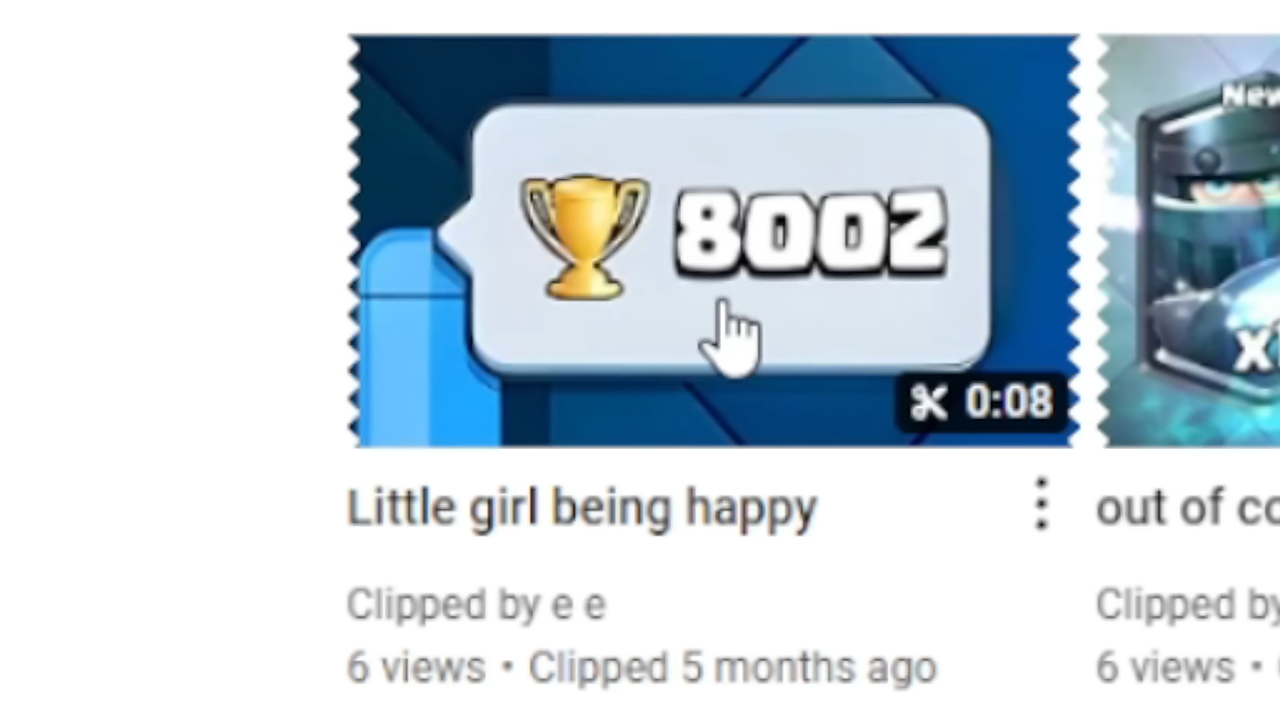 New
8002
X
0:08
Little girl being happy
out of co
Clipped by e e
Clipped by
6 views • Clipped 5 months ago
6 views •